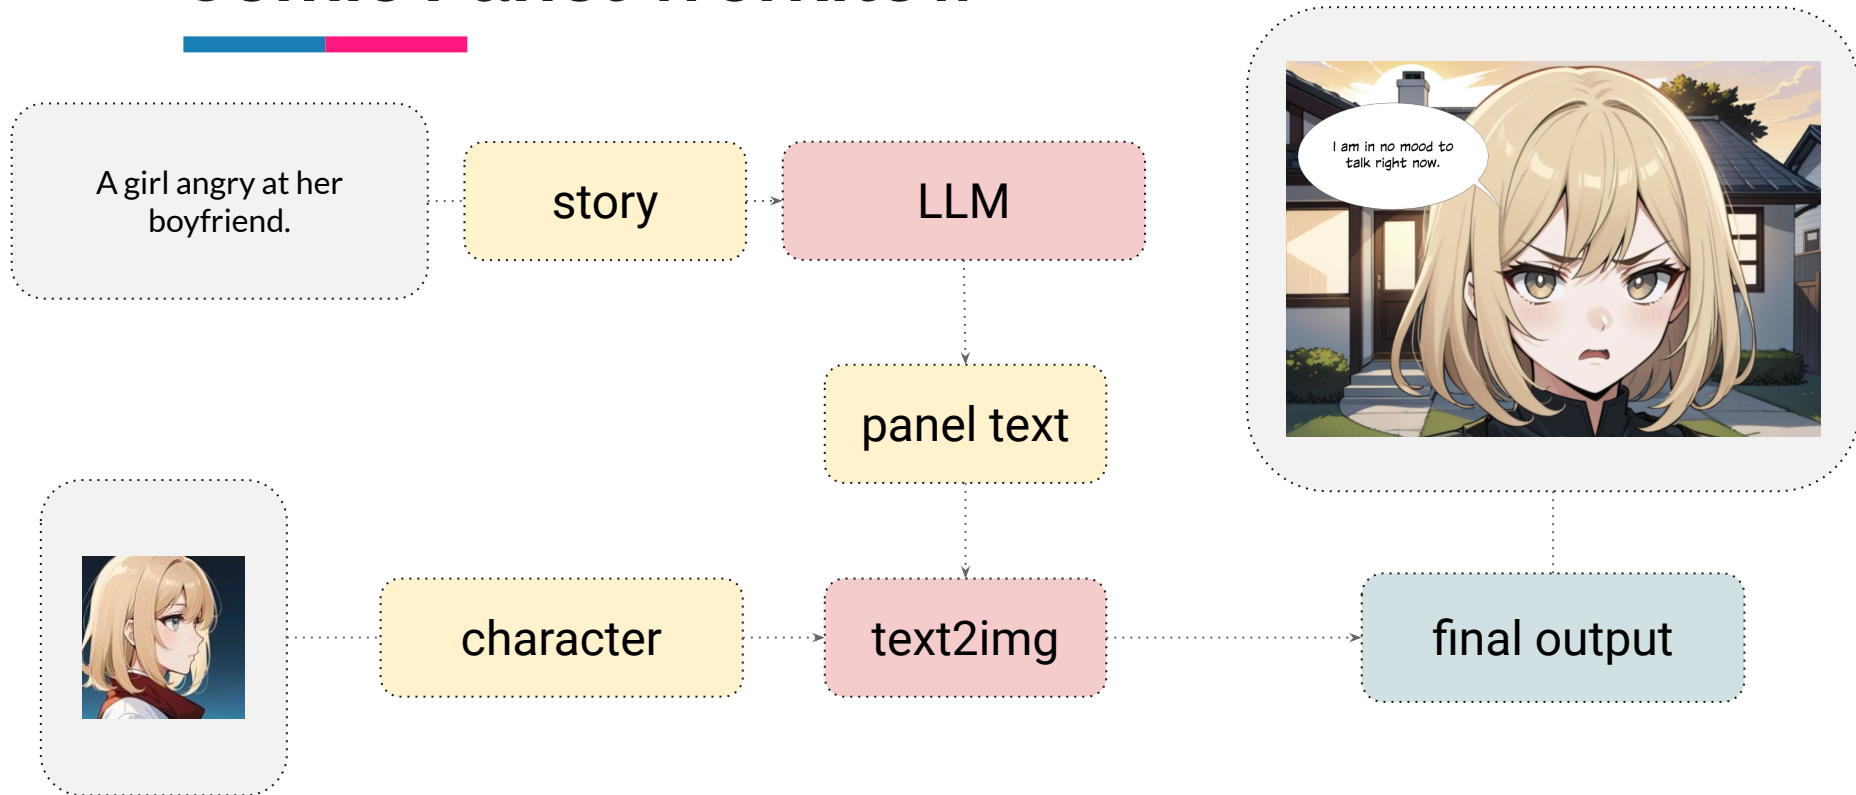 A girl angry at her
boyfriend.
story
LLM
I am in no mood to
talk right now.
panel text
character
text2img
final output